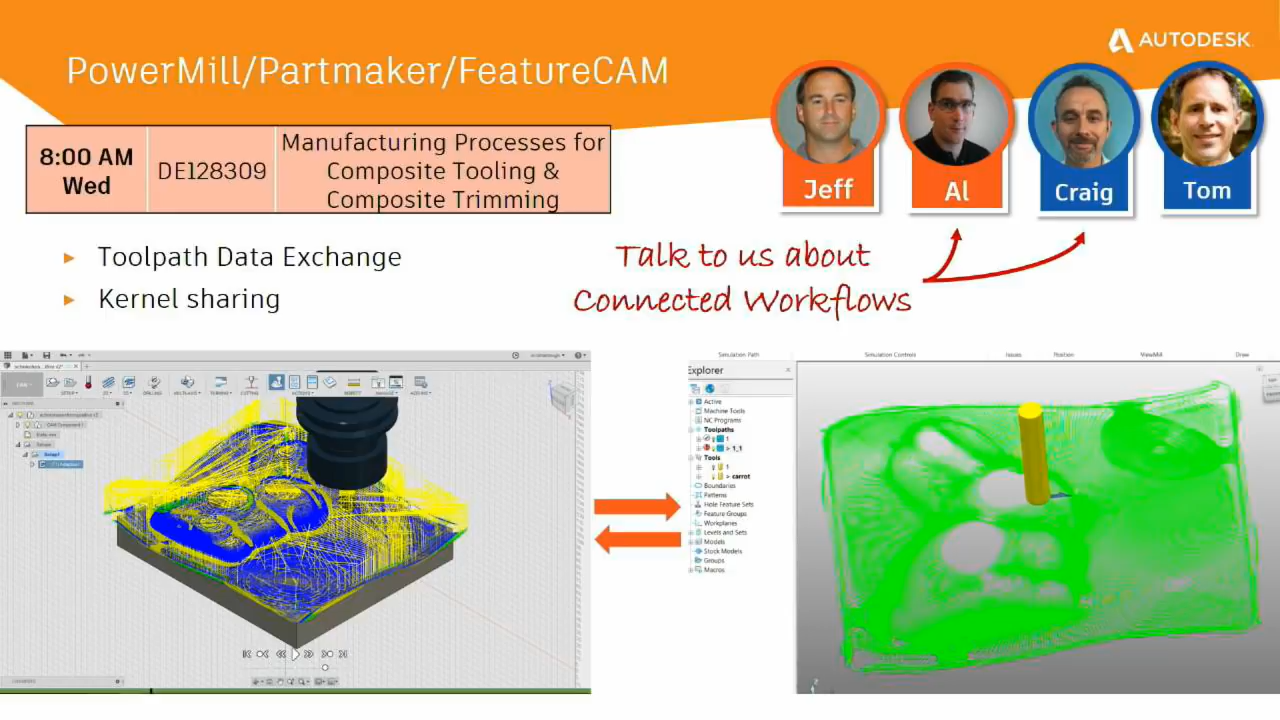 PowerMill/Partmaker/FeatureCAM
AUTODESK.
8:00 AM
Wed
DE128309
Manufacturing Processes for
Composite Tooling &
Composite Trimming
Jeff
Al
Craig
Tom
Toolpath Data Exchange
Kernel sharing
Talk to us about
Connected Workflows
Simulation Path
Simulation Controls
Issues
Position
ViewMill
Draw
Explorer
Active
Machine Tools
NC Programs
Toolpaths
1
> 1_1
Tools
1
> carrot
Boundaries
Patterns
Hole Feature Sets
Feature Groups
Workplanes
Levels and Sets
Models
Stock Models
Groups
Macros